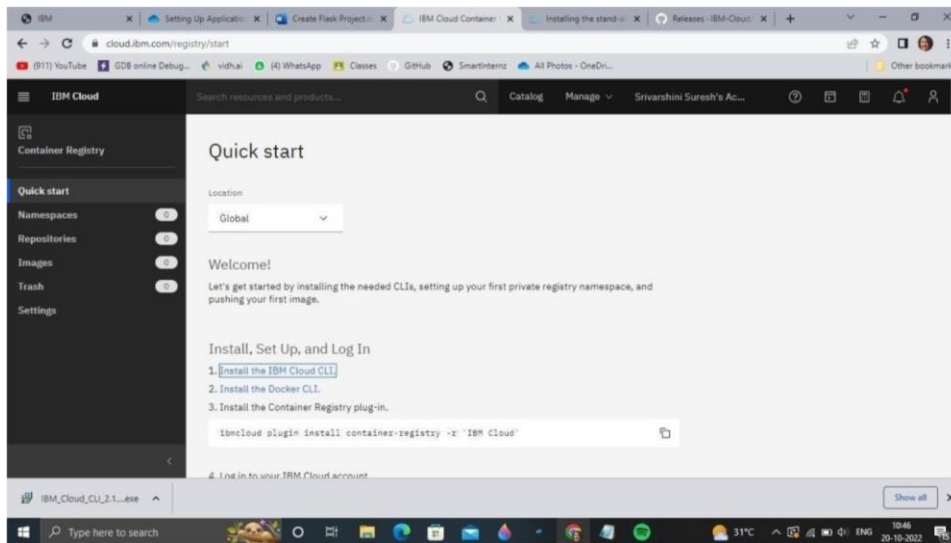 IBM
Setting Up Applicatio
Create Flask Project.
IBM Cloud Container
Installing the stand-al
Releases · IBM-Cloud
cloud.ibm.com/registry/start
(911) YouTube
GDB online Debug...
vidh.ai
(4) WhatsApp
Classes
GitHub
SmartInternz
All Photos - OneDri...
Other bookmark
IBM Cloud
Search resources and products...
Catalog
Manage
Srivarshini Suresh's Ac...
Container Registry
Quick start
Namespaces 0
Repositories 0
Images 0
Trash 0
Settings
Quick start
Location
Global
Welcome!
Let's get started by installing the needed CLIs, setting up your first private registry namespace, and
pushing your first image.
Install, Set Up, and Log In
1. Install the IBM Cloud CLI.
2. Install the Docker CLI.
3. Install the Container Registry plug-in.
ibmcloud plugin install container-registry -r 'IBM Cloud'
4. Log in to your IBM Cloud account
IBM_Cloud_CLI_2.1....exe
Show all
Type here to search
31°C
ENG
10:46
20-10-2022